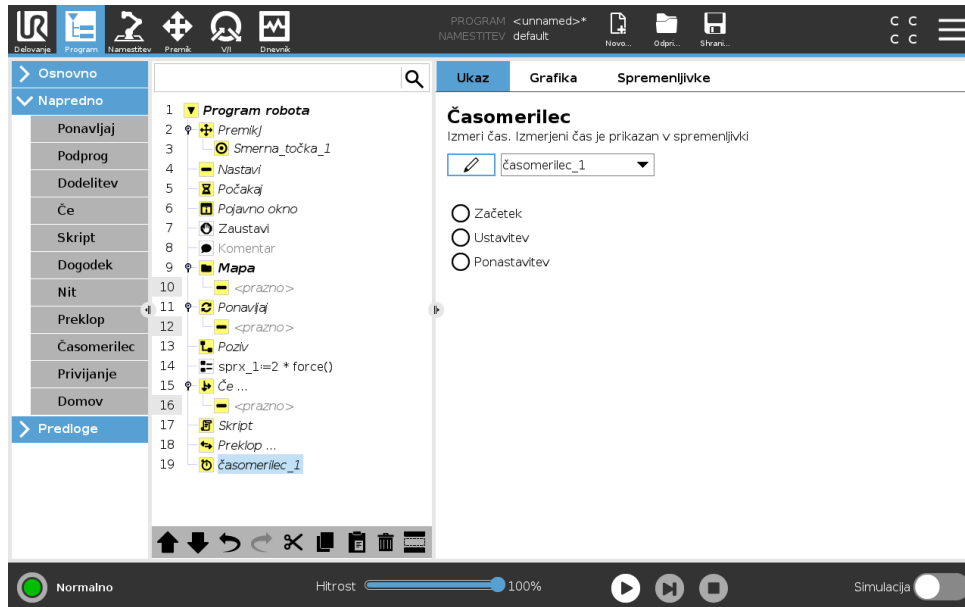 UR
PROGRAM <unnamed>*
NAMESTITEV default
Delovanje Program Namestitev Premik V/I Dnevnik Novo... Odpri... Shrani...
C C
C C
Osnovno
Napredno
Ponavljaj
Podprog
Dodelitev
Če
Skript
Dogodek
Nit
Preklop
Časomerilec
Privijanje
Domov
Predloge
1 Program robota
2 PremikJ
3 Smerna_točka_1
4 Nastavi
5 Počakaj
6 Pojavno okno
7 Zaustavi
8 Komentar
9 Mapa
10 <prazno>
11 Ponavljaj
12 <prazno>
13 Poziv
14 sprx_1:=2 * force()
15 Če ...
16 <prazno>
17 Skript
18 Preklop ...
19 časomerilec_1
Ukaz Grafika Spremenljivke
Časomerilec
Izmeri čas. Izmerjeni čas je prikazan v spremenljivki
časomerilec_1
Začetek
Ustavitev
Ponastavitev
Normalno Hitrost 100% Simulacija